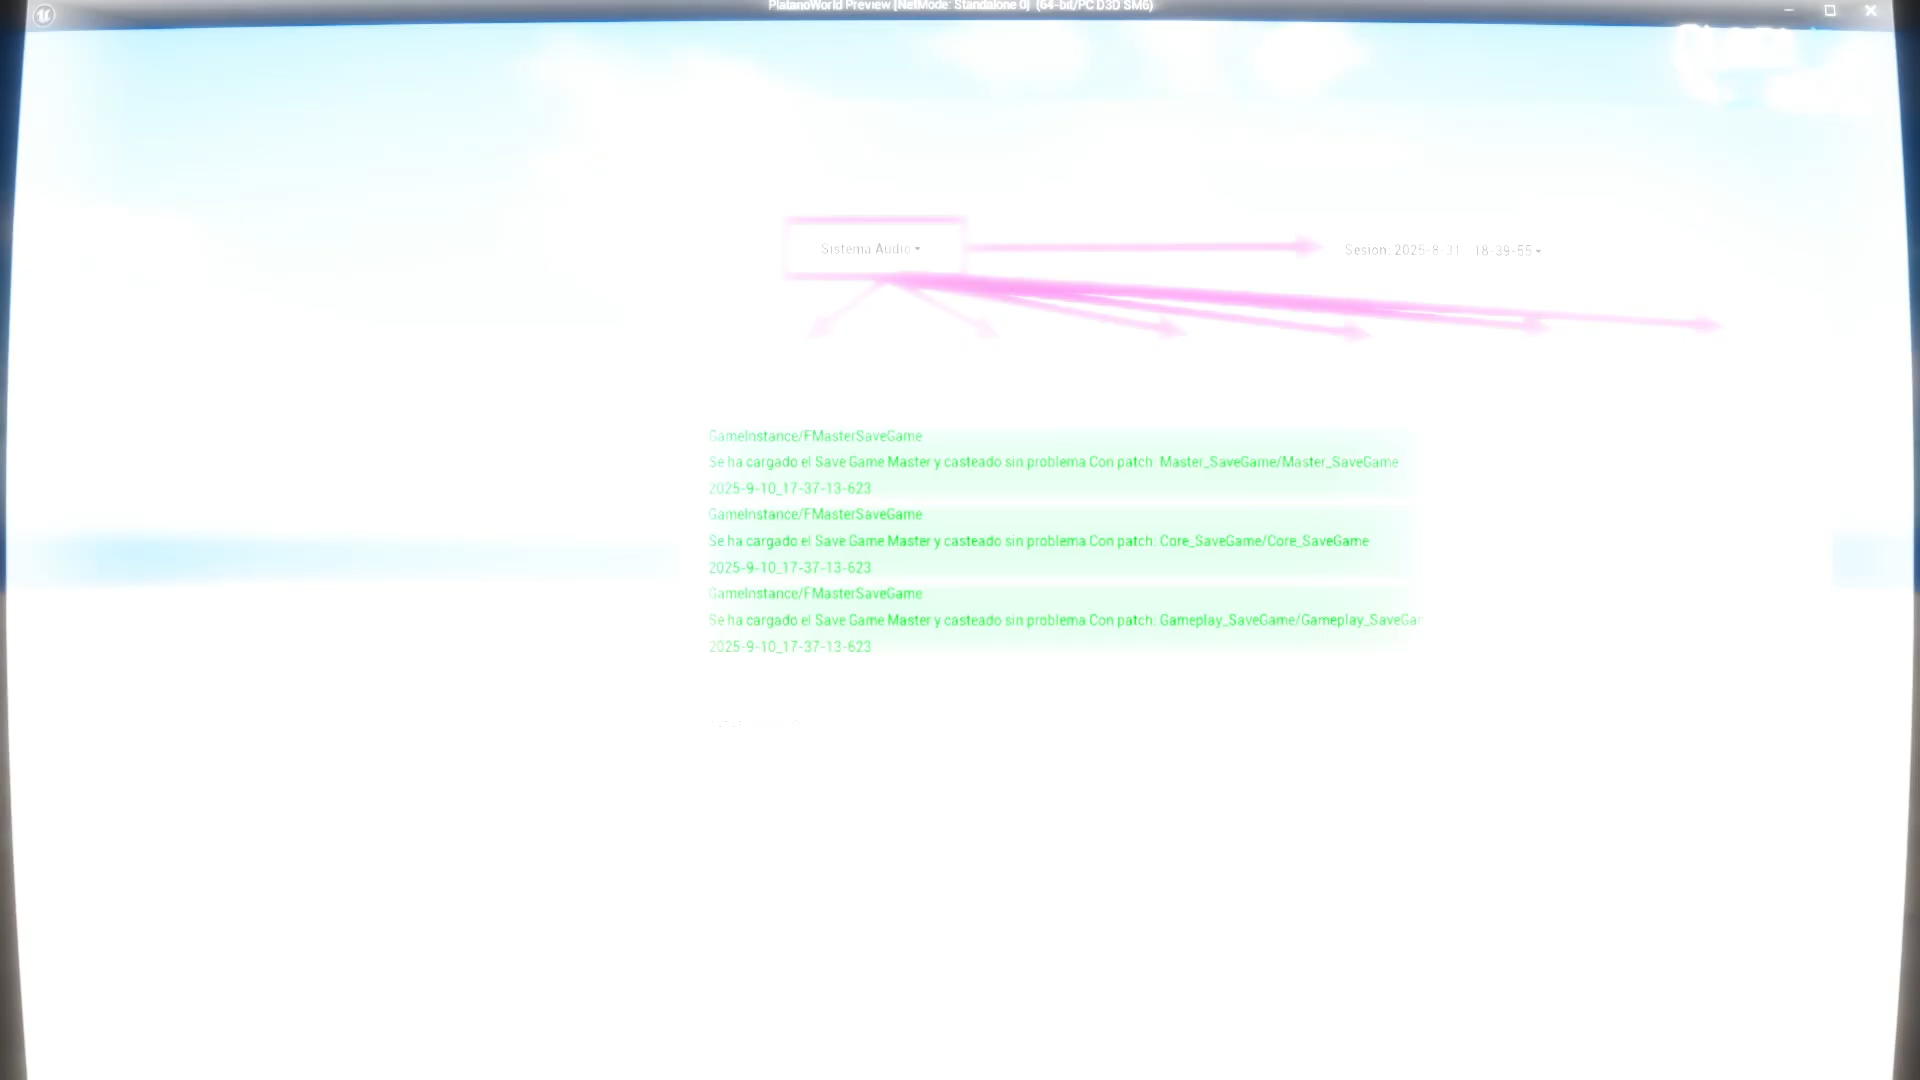 PlatanoWorld Preview [NetMode: Standalone 0] (64-bit/PC D3D SM6)
Sistema Audio
Sesion: 2025-8-31 18-39-55
GameInstance/FMasterSaveGame
Se ha cargado el Save Game Master y casteado sin problema Con patch: Master_SaveGame/Master_SaveGame
2025-9-10_17-37-13-623
GameInstance/FMasterSaveGame
Se ha cargado el Save Game Master y casteado sin problema Con patch: Core_SaveGame/Core_SaveGame
2025-9-10_17-37-13-623
GameInstance/FMasterSaveGame
Se ha cargado el Save Game Master y casteado sin problema Con patch: Gameplay_SaveGame/Gameplay_SaveGar
2025-9-10_17-37-13-623